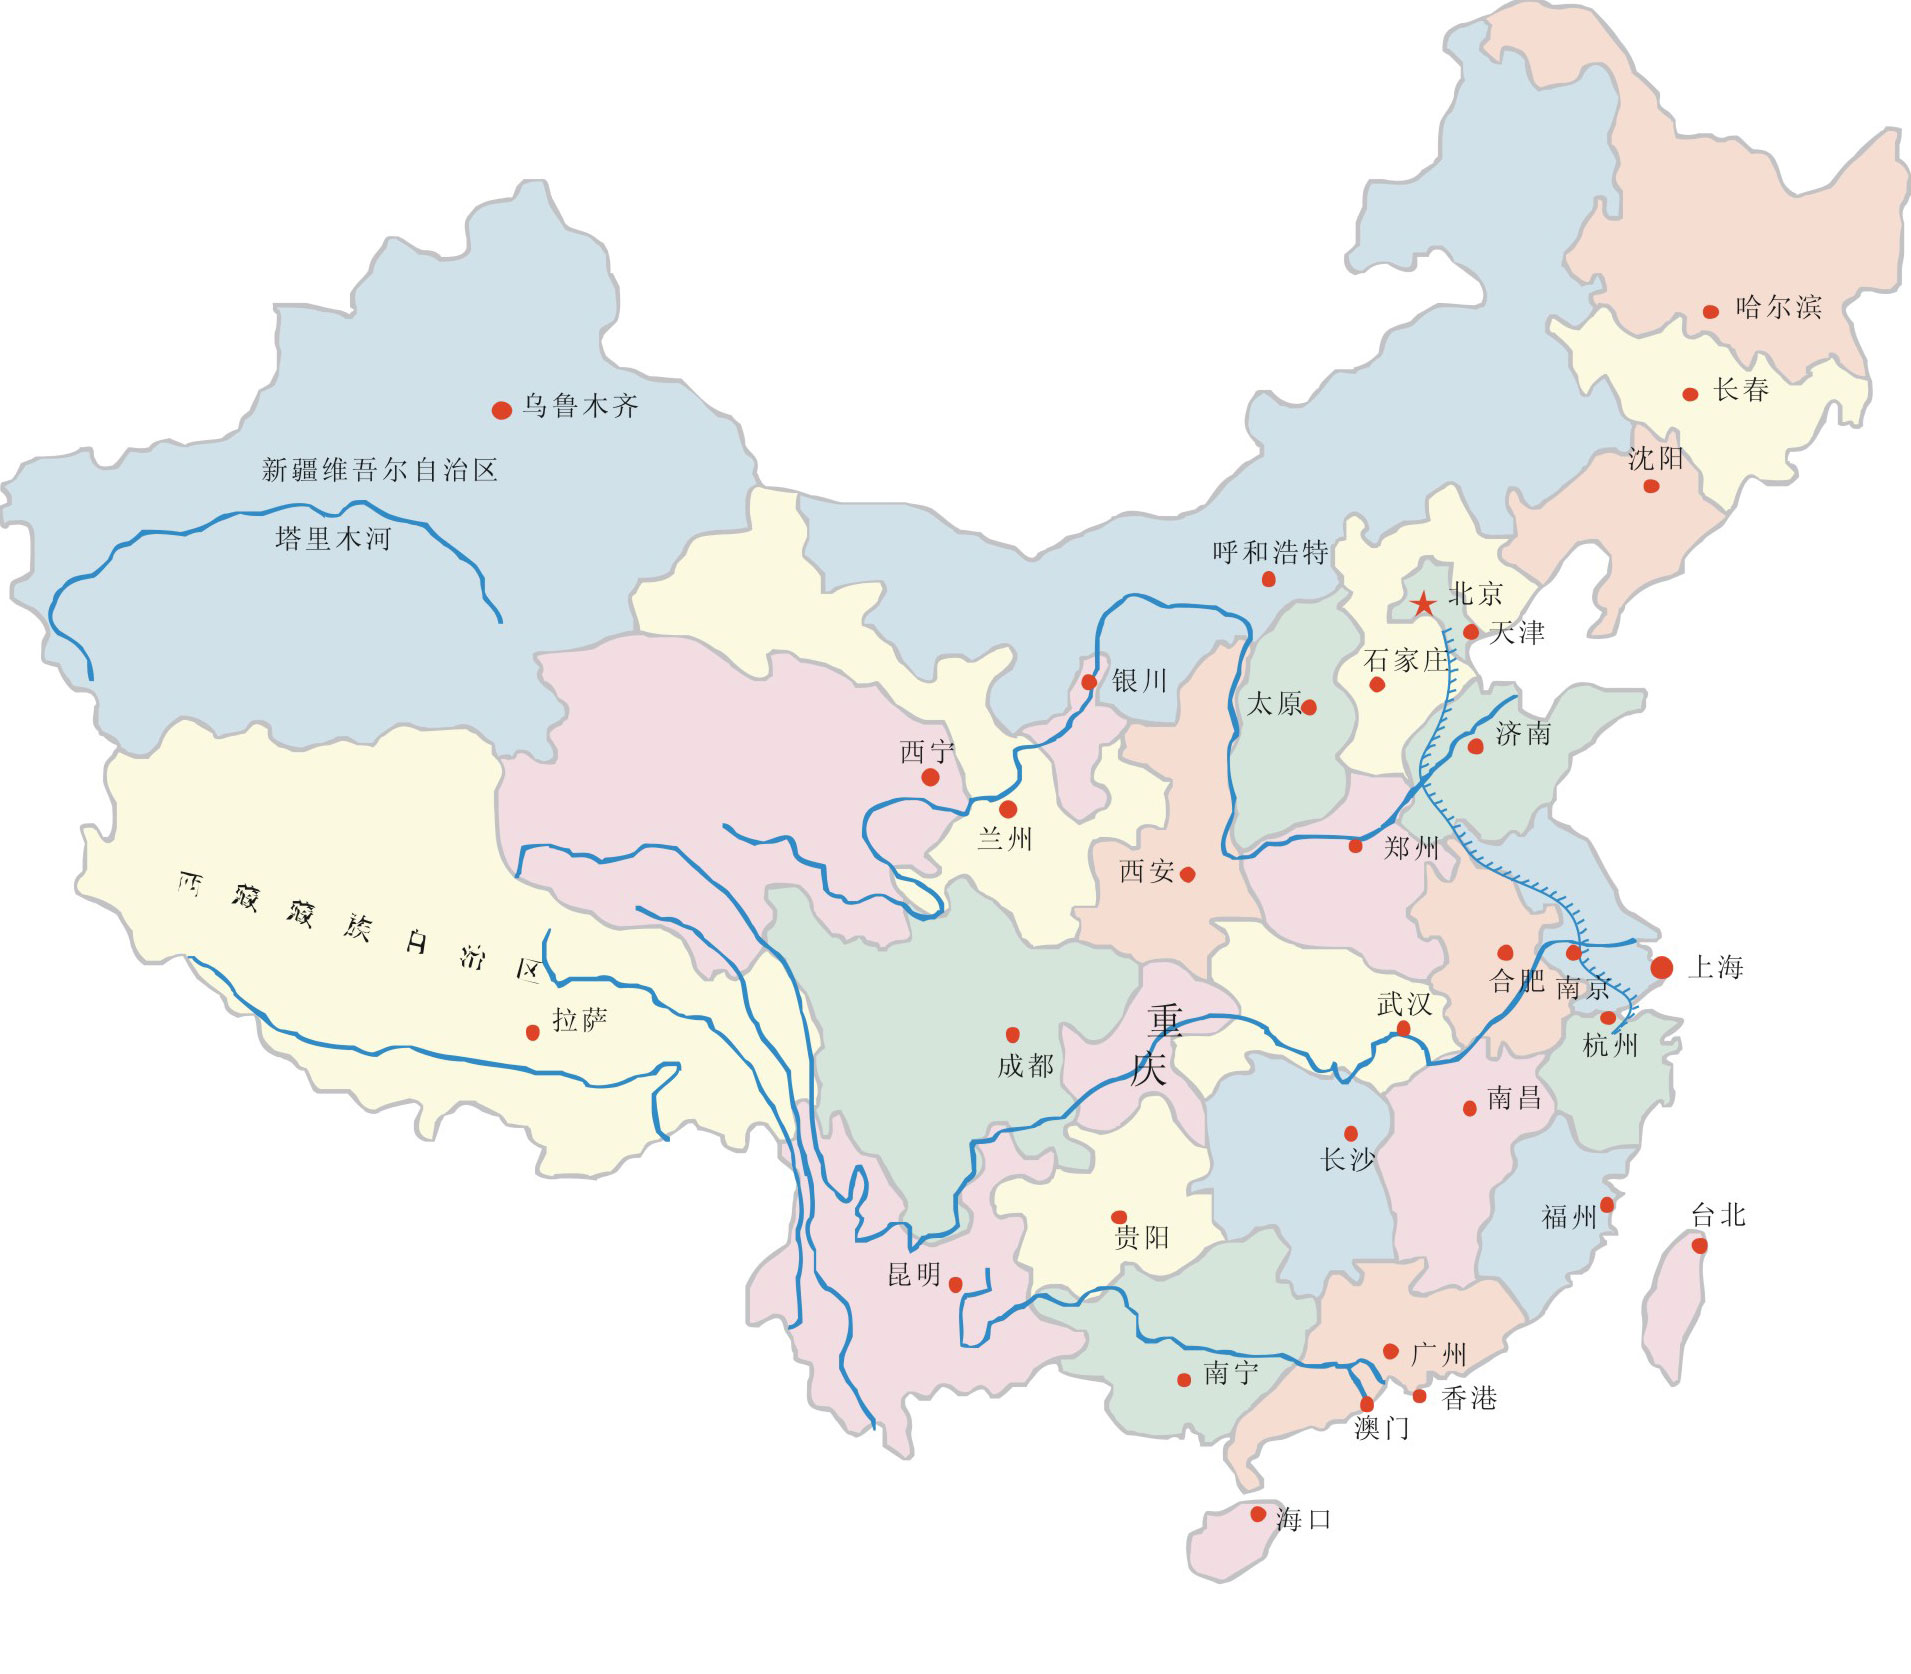 哈尔滨
长春
乌鲁木齐
沈阳
新疆维吾尔自治区
塔里木河
呼和浩特
北京
天津
石家庄
银川
太原
济南
西宁
兰州
郑州
西安
西藏藏族自治区
上海
合肥
南京
武汉
重
庆
拉萨
杭州
成都
南昌
长沙
福州
台北
贵阳
昆明
广州
南宁
香港
澳门
海口